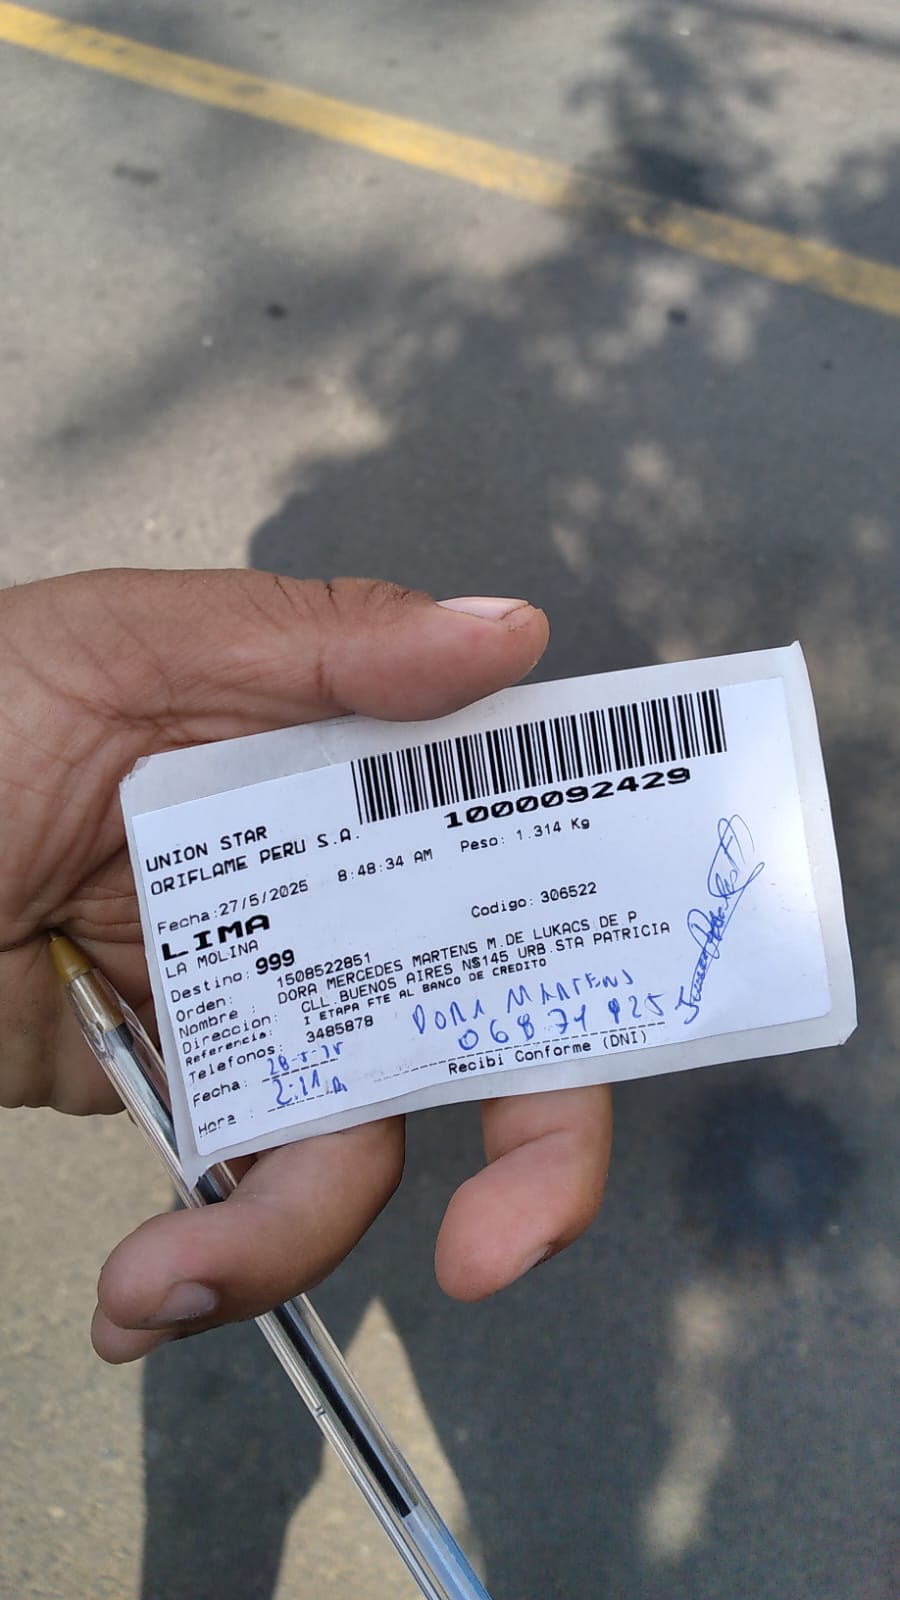 1000092429
UNION STAR
ORIFLAME PERU S.A.
Fecha:27/5/2025 8:48:34 AM Peso: 1.314 Kg
LIMA
LA MOLINA
Destino: 999 Codigo: 306522
Orden: 1508522851
Nombre : DORA MERCEDES MARTENS M.DE LUKACS DE P
Direccion: CLL.BUENOS AIRES N§145 URB.STA PATRICIA
Referencia: I ETAPA FTE AL BANCO DE CREDITO
Telefonos: 3485878
DORA MARTENS
Fecha:
Hora :
Recibi Conforme (DNI)